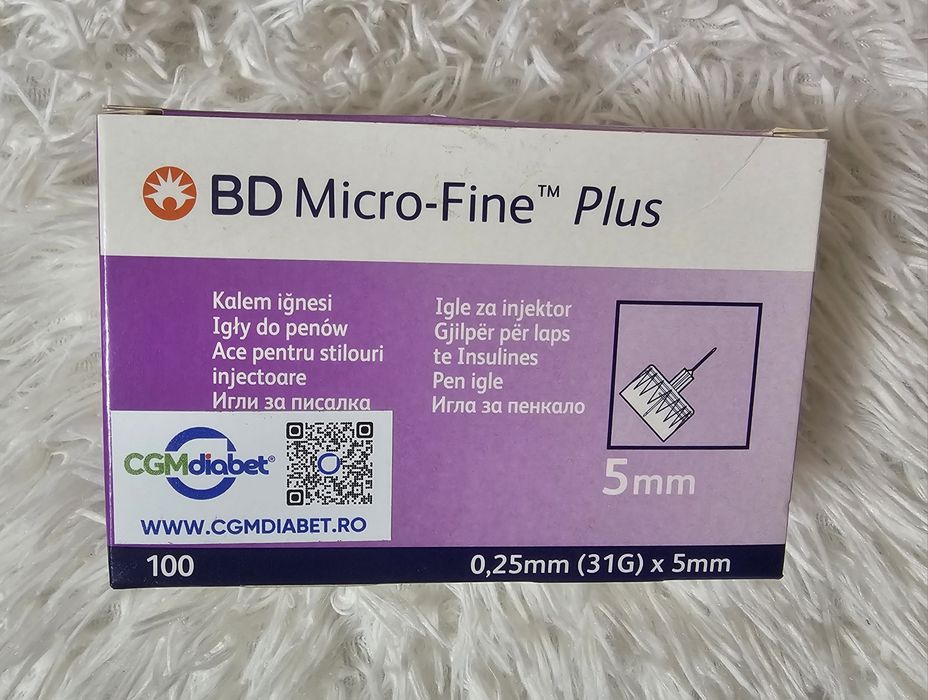 BD Micro-Fine™ Plus
Kalem iğnesi
Igły do penów
Ace pentru stilouri
injectoare
Игли за писалка
Igle za injektor
Gjilpër për laps
te Insulines
Pen igle
Игла за пенкало
5mm
CGMdiabet®
WWW.CGMDIABET.RO
100
0,25mm (31G) x 5mm